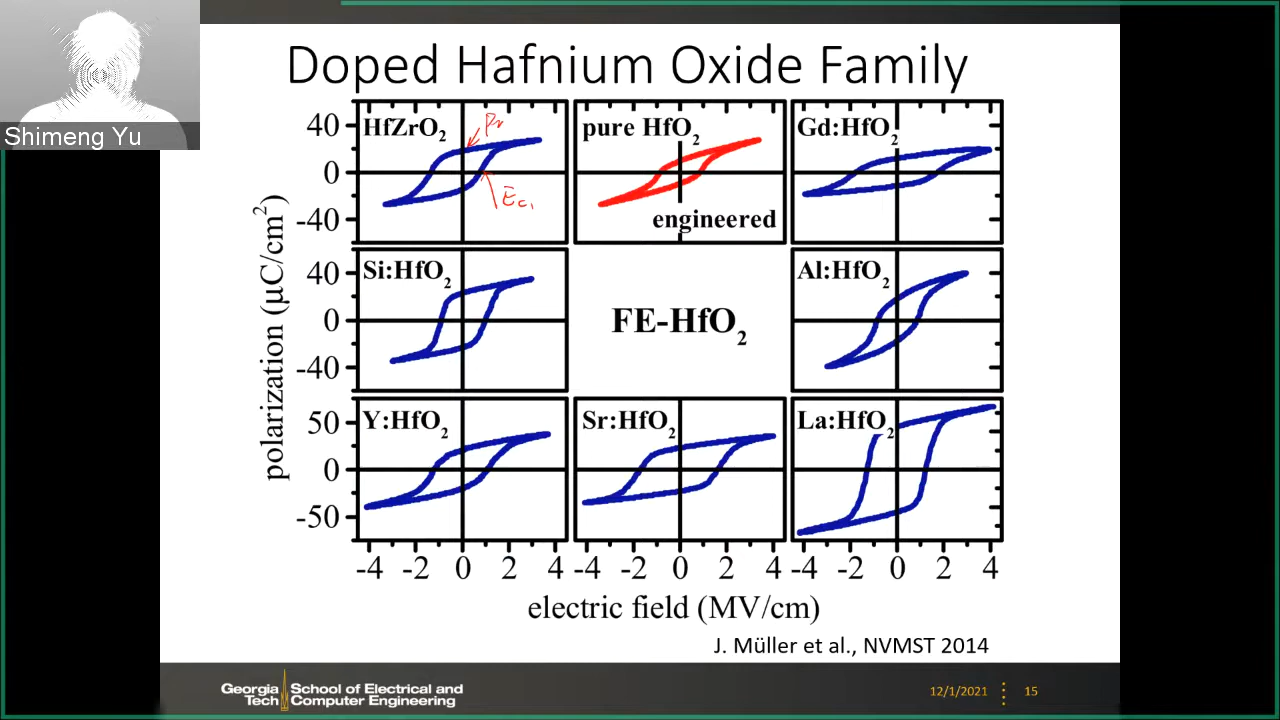 Shimeng Yu
Doped Hafnium Oxide Family
HfZrO2
Pr
Ec,
pure HfO2
engineered
Gd:HfO2
Si:HfO2
FE-HfO2
Al:HfO2
Y:HfO2
Sr:HfO2
La:HfO2
40
0
-40
40
0
-40
50
0
-50
polarization (μC/cm2)
-4 -2 0 2 4 -4 -2 0 2 4 -4 -2 0 2 4
electric field (MV/cm)
J. Müller et al., NVMST 2014
Georgia Tech
School of Electrical and
Computer Engineering
12/1/2021
15